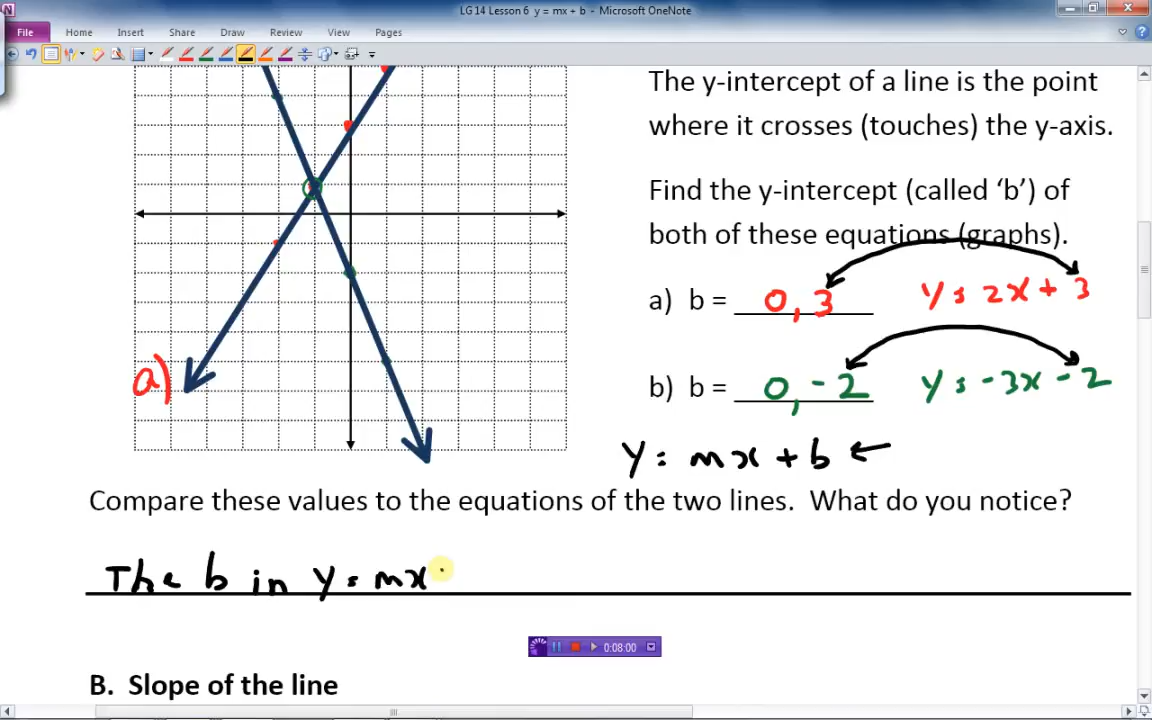 LG 14 Lesson 6 y = mx + b - Microsoft OneNote
File Home Insert Share Draw Review View Pages
The y-intercept of a line is the point
where it crosses (touches) the y-axis.
Find the y-intercept (called ‘b’) of
both of these equations (graphs).
a) b = 0, 3 y = 2x + 3
b) b = 0, -2 y = -3x - 2
a)
y = mx + b
Compare these values to the equations of the two lines. What do you notice?
The b in y = mx
0:08:00
B. Slope of the line